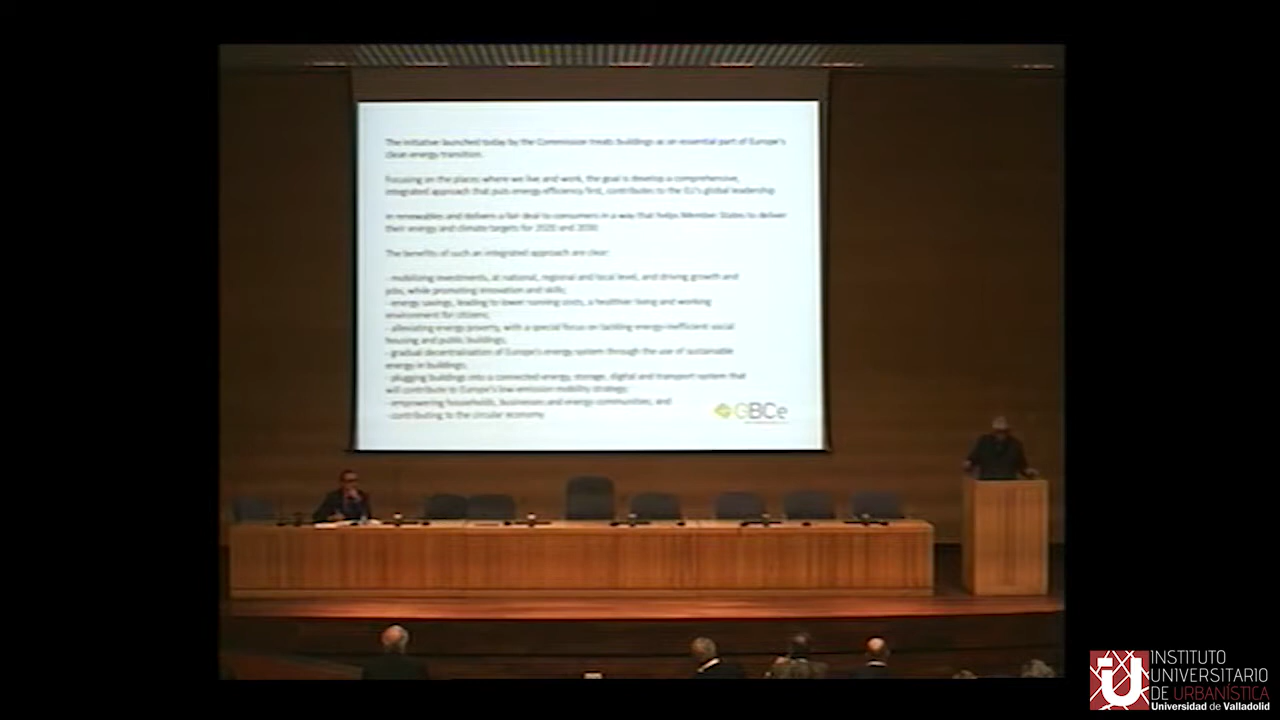 The initiative launched today by the Commission treats buildings as an essential part of Europe's
clean energy transition.
Focusing on the places where we live and work, the goal is develop a comprehensive,
integrated approach that puts energy efficiency first, contributes to the EU's global leadership
in renewables and delivers a fair deal to consumers in a way that helps Member States to deliver
their energy and climate targets for 2020 and 2030
The benefits of such an integrated approach are clear:
- mobilising investments, at national, regional and local level, and driving growth and
jobs, while promoting innovation and skills;
- energy savings, leading to lower running costs, a healthier living and working
environment for citizens;
- alleviating energy poverty, with a special focus on tackling energy-inefficient social
housing and public buildings;
- gradual decentralisation of Europe's energy system through the use of sustainable
energy in buildings;
- plugging buildings into a connected energy, storage, digital and transport system that
will contribute to Europe's low emission mobility strategy;
- empowering households, businesses and energy communities; and
- contributing to the circular economy
GBCe
INSTITUTO
UNIVERSITARIO
DE URBANÍSTICA
Universidad de Valladolid